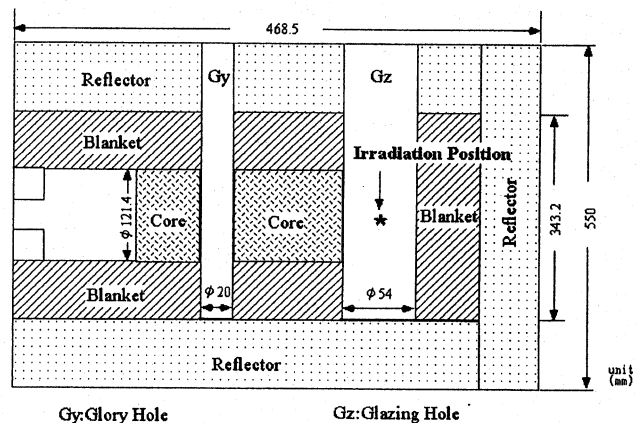 468.5
Reflector
Gy
Gz
Blanket
Irradiation Position
Core
Core
Blanket
Reflector
φ121.4
343.2
550
Blanket
φ20
φ54
Reflector
unit
(mm)
Gy:Glory Hole
Gz:Glazing Hole